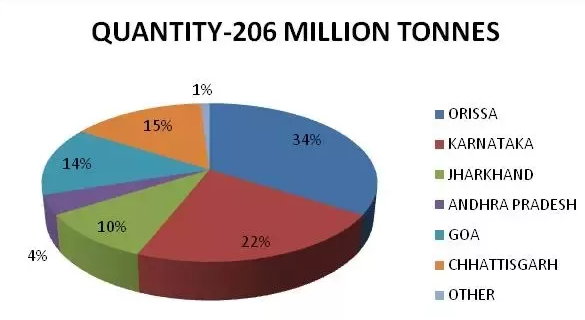 QUANTITY-206 MILLION TONNES
1%
34%
15%
14%
10%
22%
4%
ORISSA
KARNATAKA
JHARKHAND
ANDHRA PRADESH
GOA
CHHATTISGARH
OTHER